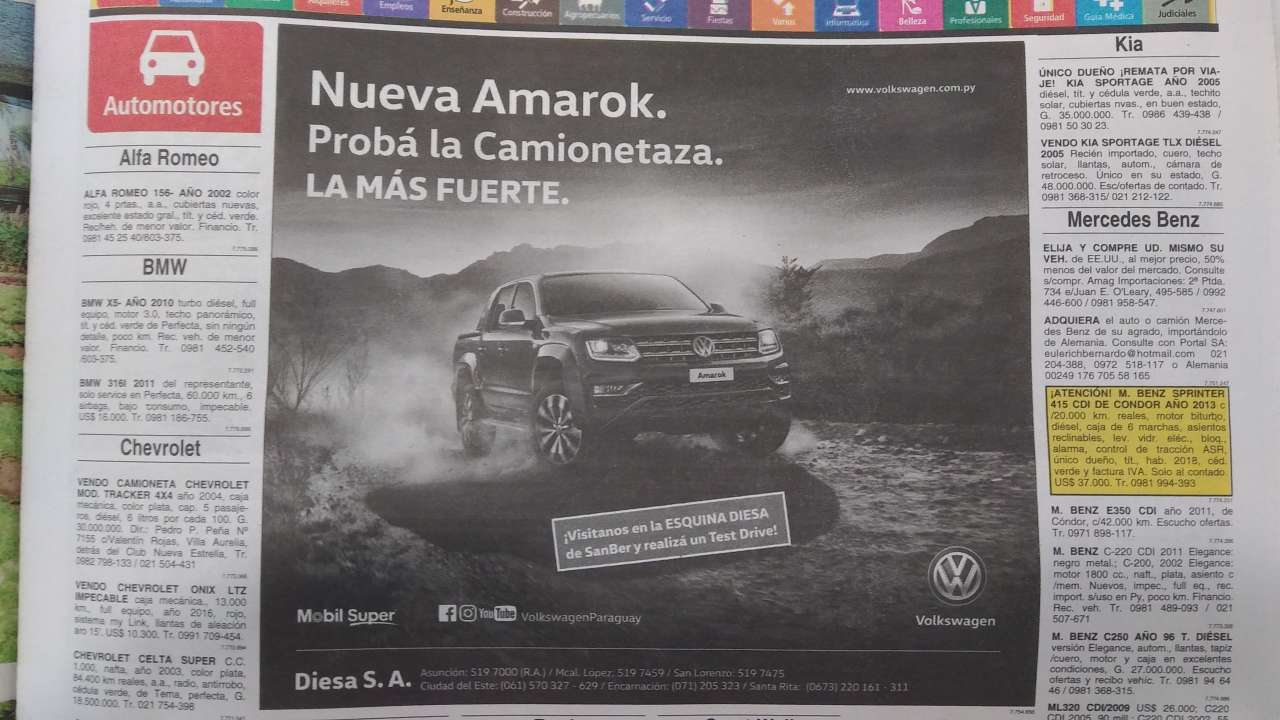 Empleos
Enseñanza
Construcción
Agropecuarios
Servicio
Fiestas
Varios
Informática
Belleza
Profesionales
Seguridad
Guía Médica
Judiciales
Automotores
Alfa Romeo
ALFA ROMEO 156- AÑO 2002 color
rojo, 4 prtas., a.a., cubiertas nuevas,
excelente estado gral., tít. y céd. verde.
Rec/heh. de menor valor. Financio. Tr.
0981 45 25 40/603-375.
BMW
BMW X5- AÑO 2010 turbo diésel, full
equipo, motor 3.0, techo panorámico,
tít. y céd. verde de Perfecta, sin ningún
detalle, poco km. Rec. veh. de menor
valor. Financio. Tr. 0981 452-540
/603-375.
BMW 316I 2011 del representante,
solo service en Perfecta, 60.000 km., 6
airbags, bajo consumo, impecable.
US$ 16.000. Tr. 0981 186-755.
Chevrolet
VENDO CAMIONETA CHEVROLET
MOD. TRACKER 4X4 año 2004, caja
mecánica, color plata, cap. 5 pasaje-
ros, diésel, 6 litros por cada 100. G.
30.000.000. Dir.: Pedro P. Peña Nº
7155 c/Valentín Rojas, Villa Aurelia,
detrás del Club Nueva Estrella, Tr.
0982 798-133 / 021 504-431
VENDO CHEVROLET ONIX LTZ
IMPECABLE caja mecánica., 13.000
km., full equipo, año 2016, rojo,
sistema my Link, llantas de aleación
aro 15'. US$ 10.300. Tr. 0991 709-454.
CHEVROLET CELTA SUPER C.C.
1.000, nafta, año 2003, color plata,
84.400 km reales, a.a., radio, antirrobo,
cédula verde, de Tema, perfecta, G.
18.500.000. Tr. 021 754-398
Nueva Amarok.
Probá la Camionetaza.
LA MÁS FUERTE.
www.volkswagen.com.py
Amarok
¡Visitanos en la ESQUINA DIESA
de SanBer y realizá un Test Drive!
Mobil Super
YouTube VolkswagenParaguay
Volkswagen
Diesa S. A.
Asunción: 519 7000 (R.A.) / Mcal. López: 519 7459 / San Lorenzo: 519 7475
Ciudad del Este: (061) 570 327 - 629 / Encarnación: (071) 205 323 / Santa Rita: (0673) 220 161 - 311
Kia
ÚNICO DUEÑO ¡REMATA POR VIA-
JE! KIA SPORTAGE AÑO 2005
diésel, tít. y cédula verde, a.a., techito
solar, cubiertas nvas., en buen estado,
G. 35.000.000. Tr. 0986 439-438 /
0981 50 30 23.
VENDO KIA SPORTAGE TLX DIÉSEL
2005 Recién importado, cuero, techo
solar, llantas, autom., cámara de
retroceso. Único en su estado, G.
48.000.000. Esc/ofertas de contado. Tr.
0981 368-315/ 021 212-122.
Mercedes Benz
ELIJA Y COMPRE UD. MISMO SU
VEH. de EE.UU., al mejor precio, 50%
menos del valor del mercado. Consulte
s/compr. Amag Importaciones: 2ª Ptda.
734 e/Juan E. O'Leary, 495-585 / 0992
446-600 / 0981 958-547.
ADQUIERA el auto o camión Merce-
des Benz de su agrado, importándolo
de Alemania. Consulte con Portal SA:
eulerichbernardo@hotmail.com 021
204-388, 0972 518-117 o Alemania
00249 176 705 58 165
¡ATENCIÓN! M. BENZ SPRINTER
415 CDI DE CONDOR AÑO 2013 c
/20.000 km, reales, motor biturbo,
diésel, caja de 6 marchas, asientos
reclinables, lev. vidr. eléc., bloq.,
alarma, control de tracción ASR,
único dueño, tít., hab. 2018, céd.
verde y factura IVA. Solo al contado.
US$ 37.000. Tr. 0981 994-393
M. BENZ E350 CDI año 2011, de
Cóndor, c/42.000 km. Escucho ofertas.
Tr. 0971 898-117.
M. BENZ C-220 CDI 2011 Elegance:
negro metal.; C-200, 2002 Elegance:
motor 1800 cc., naft., plata, asiento c
/mem. Nuevos, impec., full eq., rec.
import. s/uso en Py, poco km. Financio.
Rec. veh. Tr. 0981 489-093 / 021
507-671
M. BENZ C250 AÑO 96 T. DIÉSEL
versión Elegance, autom., llantas, tapiz
/cuero, motor y caja en excelentes
condiciones, G. 27.000.000. Escucho
ofertas y recibo vehíc. Tr. 0981 94 64
46 / 0981 368-315.
ML320 CDI/2009 US$ 26.000; C220